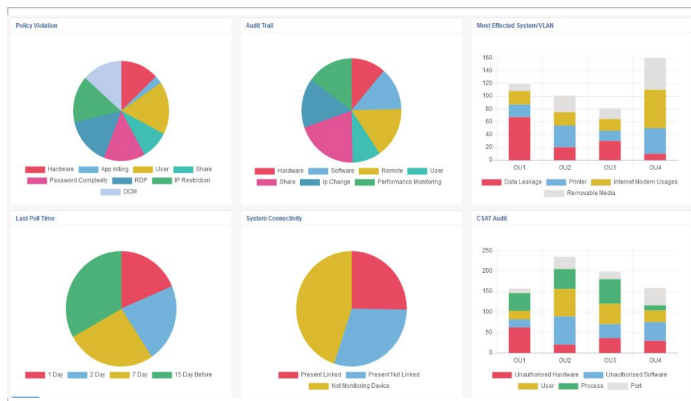 Policy Violation
Hardware App killing User Share
Password Complexity RDP IP Restriction
DCM
Audit Trail
Hardware Software Remote User
Share Ip Change Performance Monitoring
Most Effected System/VLAN
160
140
120
100
80
60
40
20
0
OU1 OU2 OU3 OU4
Data Leakage Printer Internet Modem Usages
Removable Media
Last Poll Time
1 Day 2 Day 7 Day 15 Day Before
System Connectivity
Present Linked Present Not Linked
Not Monitoring Device
CSAT Audit
250
200
150
100
50
0
OU1 OU2 OU3 OU4
Unauthorised Hardware Unauthorised Software
User Process Port